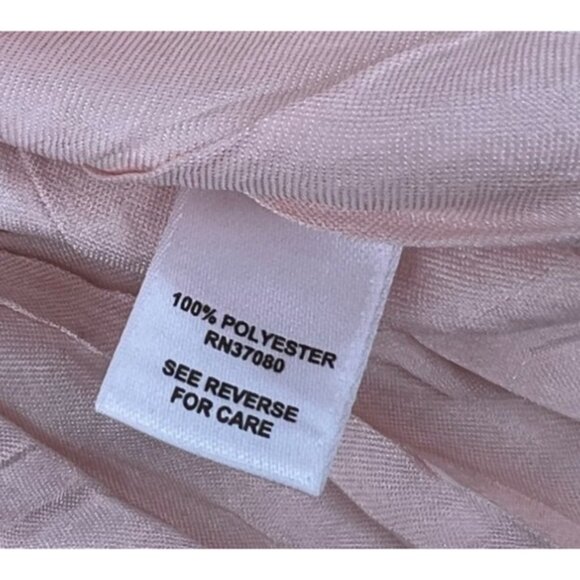 100% POLYESTER
RN37080
SEE REVERSE
FOR CARE